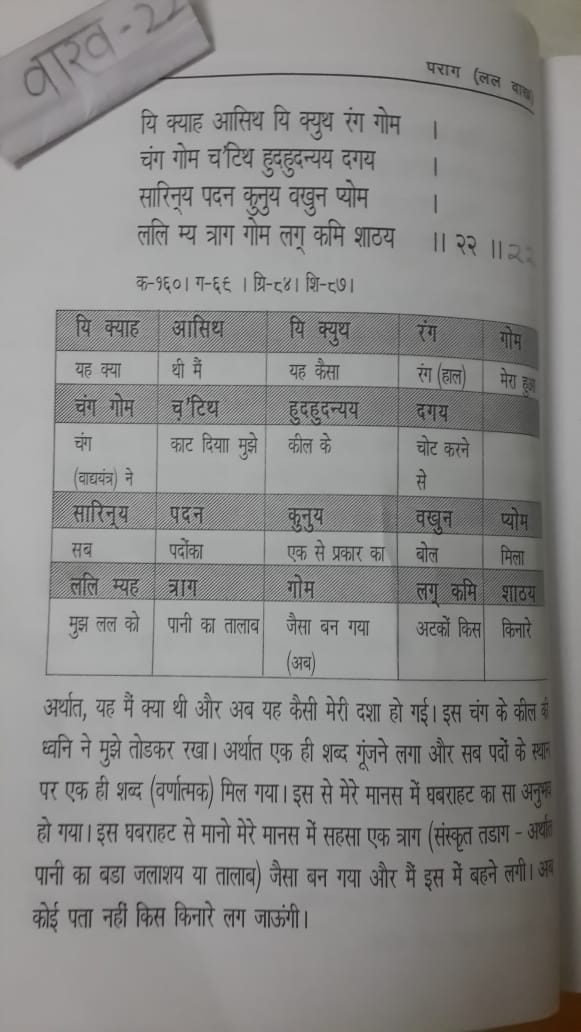 वाख-22
पराग (लल वाख)
यि क्याह आसिथ यि क्युथ रंग गोम ।
चंग गोम च'टिथ हुदहुदन्यय दगय ।
सारिन्‌य पदन कुनुय वखुन प्योम ।
ललि म्य त्राग गोम लग् कमि शाठय ।। २२ ।। २२
क-१६०। ग-६९ । ग्रि-८४। शि-८७।
यि क्याह आसिथ यि क्युथ रंग गोम
यह क्या थी मैं यह कैसा रंग (हाल) मेरा हुआ
चंग गोम च़'टिथ हुदहुदन्यय दगय
चंग काट दियाा मुझे कील के चोट करने
(वाद्ययंत्र) ने से
सारिन्‌य पदन कुनुय वखुन प्योम
सब पदोंका एक से प्रकार का बोल मिला
ललि म्यह त्राग गोम लग् कमि शाठय
मुझ लल को पानी का तालाब जैसा बन गया अटकों किस किनारे
(अब)
अर्थात, यह मैं क्या थी और अब यह कैसी मेरी दशा हो गई। इस चंग के कील की
ध्वनि ने मुझे तोडकर रखा। अर्थात एक ही शब्द गूंजने लगा और सब पदों के स्थान
पर एक ही शब्द (वर्णात्मक) मिल गया। इस से मेरे मानस में घबराहट का सा अनुभव
हो गया। इस घबराहट से मानो मेरे मानस में सहसा एक त्राग (संस्कृत तडाग - अर्थात
पानी का बडा जलाशय या तालाब) जैसा बन गया और मैं इस में बहने लगी। अब
कोई पता नहीं किस किनारे लग जाऊंगी।